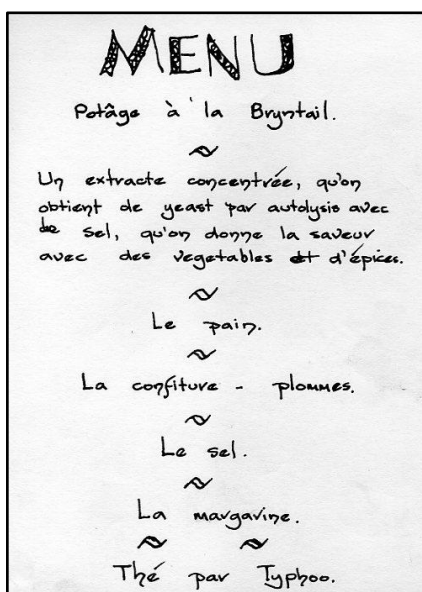 MENU
Potâge à la Bryntail.
Un extracte concentrée, qu'on
obtient de yeast par autolysis avec
de sel, qu'on donne la saveur
avec des vegetables et d'épices.
Le pain.
La confiture - plommes.
Le sel.
La margarine.
Thé par Typhoo.